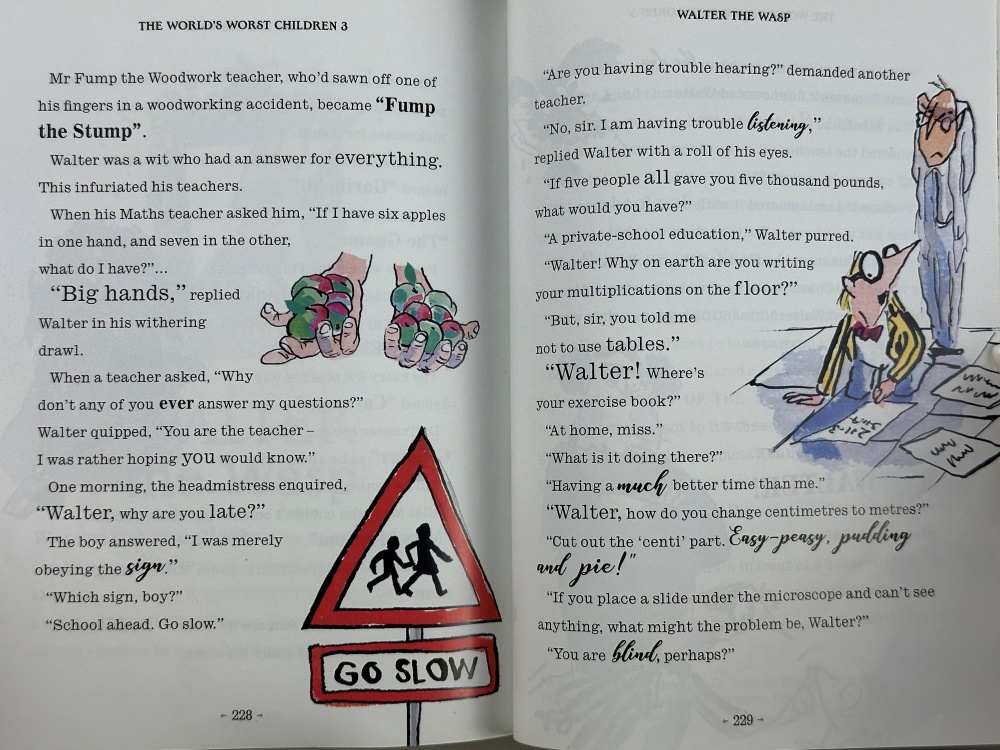 THE WORLD'S WORST CHILDREN 3
Mr Fump the Woodwork teacher, who'd sawn off one of
his fingers in a woodworking accident, became “Fump
the Stump”.
Walter was a wit who had an answer for everything.
This infuriated his teachers.
When his Maths teacher asked him, “If I have six apples
in one hand, and seven in the other,
what do I have?”...
“Big hands,” replied
Walter in his withering
drawl.
When a teacher asked, “Why
don't any of you ever answer my questions?”
Walter quipped, “You are the teacher –
I was rather hoping you would know.”
One morning, the headmistress enquired,
“Walter, why are you late?”
The boy answered, “I was merely
obeying the sign.”
“Which sign, boy?”
“School ahead. Go slow.”
GO SLOW
228
WALTER THE WASP
“Are you having trouble hearing?” demanded another
teacher.
“No, sir. I am having trouble listening,”
replied Walter with a roll of his eyes.
“If five people all gave you five thousand pounds,
what would you have?”
“A private-school education,” Walter purred.
“Walter! Why on earth are you writing
your multiplications on the floor?”
“But, sir, you told me
not to use tables.”
“Walter! Where's
your exercise book?”
“At home, miss.”
“What is it doing there?”
“Having a much better time than me.”
“Walter, how do you change centimetres to metres?”
“Cut out the ‘centi’ part. Easy-peasy, pudding
and pie!”
“If you place a slide under the microscope and can't see
anything, what might the problem be, Walter?”
“You are blind, perhaps?”
229